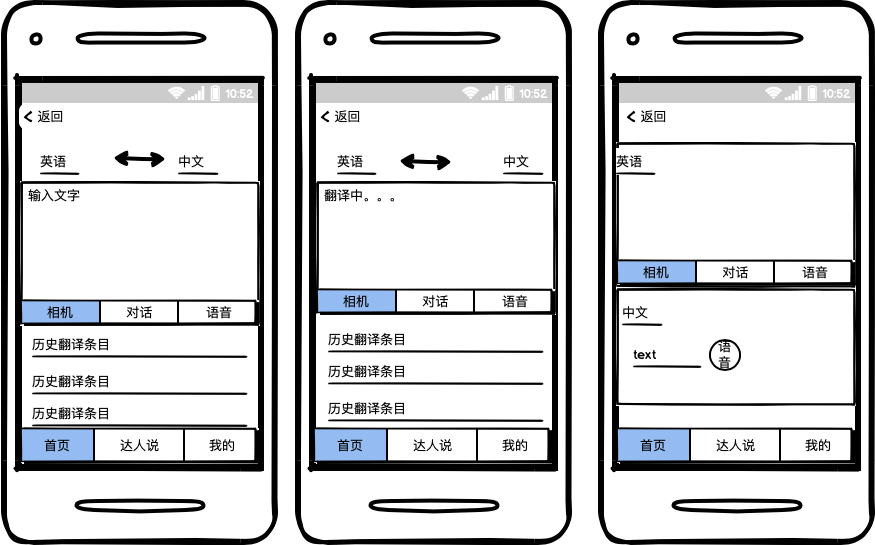 10:52
返回
英语
中文
输入文字
相机
对话
语音
历史翻译条目
历史翻译条目
历史翻译条目
首页
达人说
我的
10:52
返回
英语
中文
翻译中。。。
相机
对话
语音
历史翻译条目
历史翻译条目
历史翻译条目
首页
达人说
我的
10:52
返回
英语
相机
对话
语音
中文
text
语
音
首页
达人说
我的